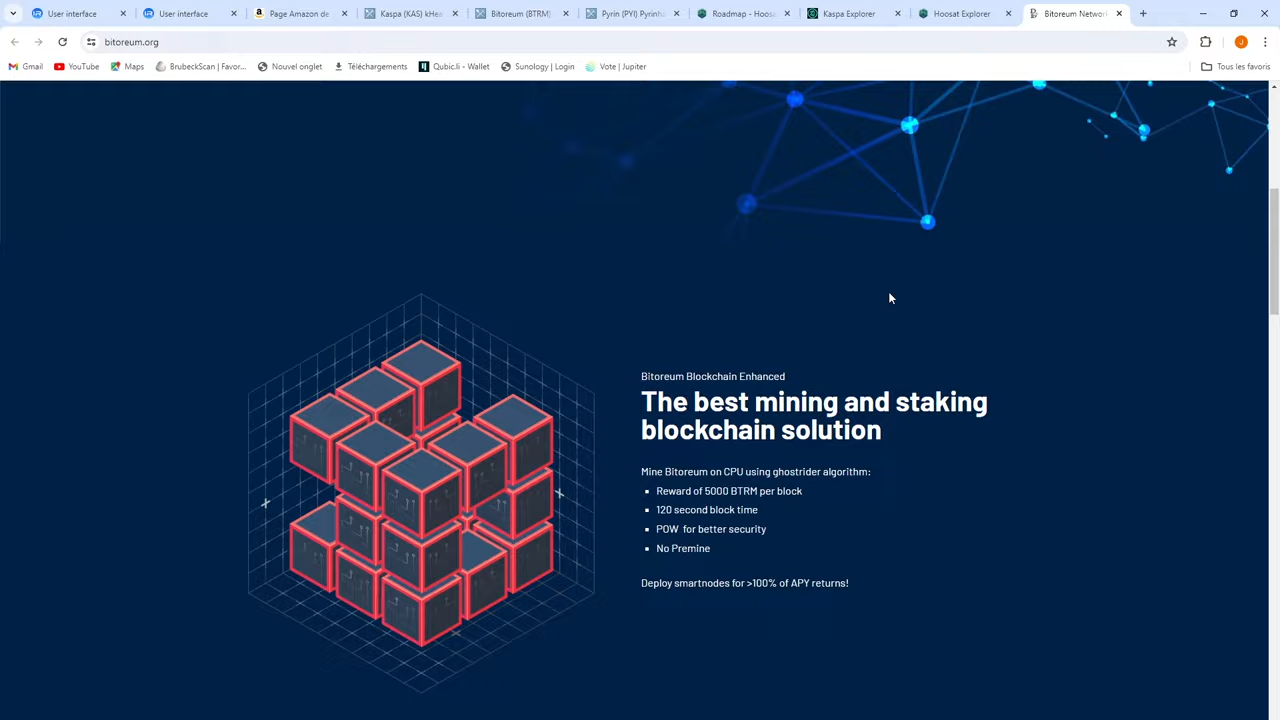 User interface
User interface
Page Amazon de
Kaspa (KAS) kHea
Bitoreum (BTRM)
Pyrin (PYI) Pyrinha
Roadmap - Hoosa
Kaspa Explorer
Hoosat Explorer
Bitoreum Networ
bitoreum.org
J
Gmail
YouTube
Maps
BrubeckScan | Favor...
Nouvel onglet
Téléchargements
Qubic.li - Wallet
Sunology | Login
Vote | Jupiter
Tous les favoris
Bitoreum Blockchain Enhanced
The best mining and staking
blockchain solution
Mine Bitoreum on CPU using ghostrider algorithm:
Reward of 5000 BTRM per block
120 second block time
POW for better security
No Premine
Deploy smartnodes for >100% of APY returns!